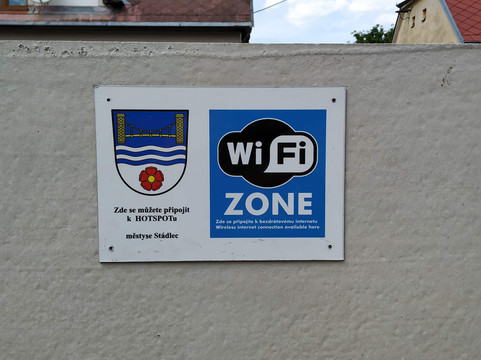 Zde se můžete připojit
k HOTSPOTu
městyse Stádlec
Wi Fi
ZONE
Zde se připojíte k bezdrátovému internetu
Wireless internet connection available here